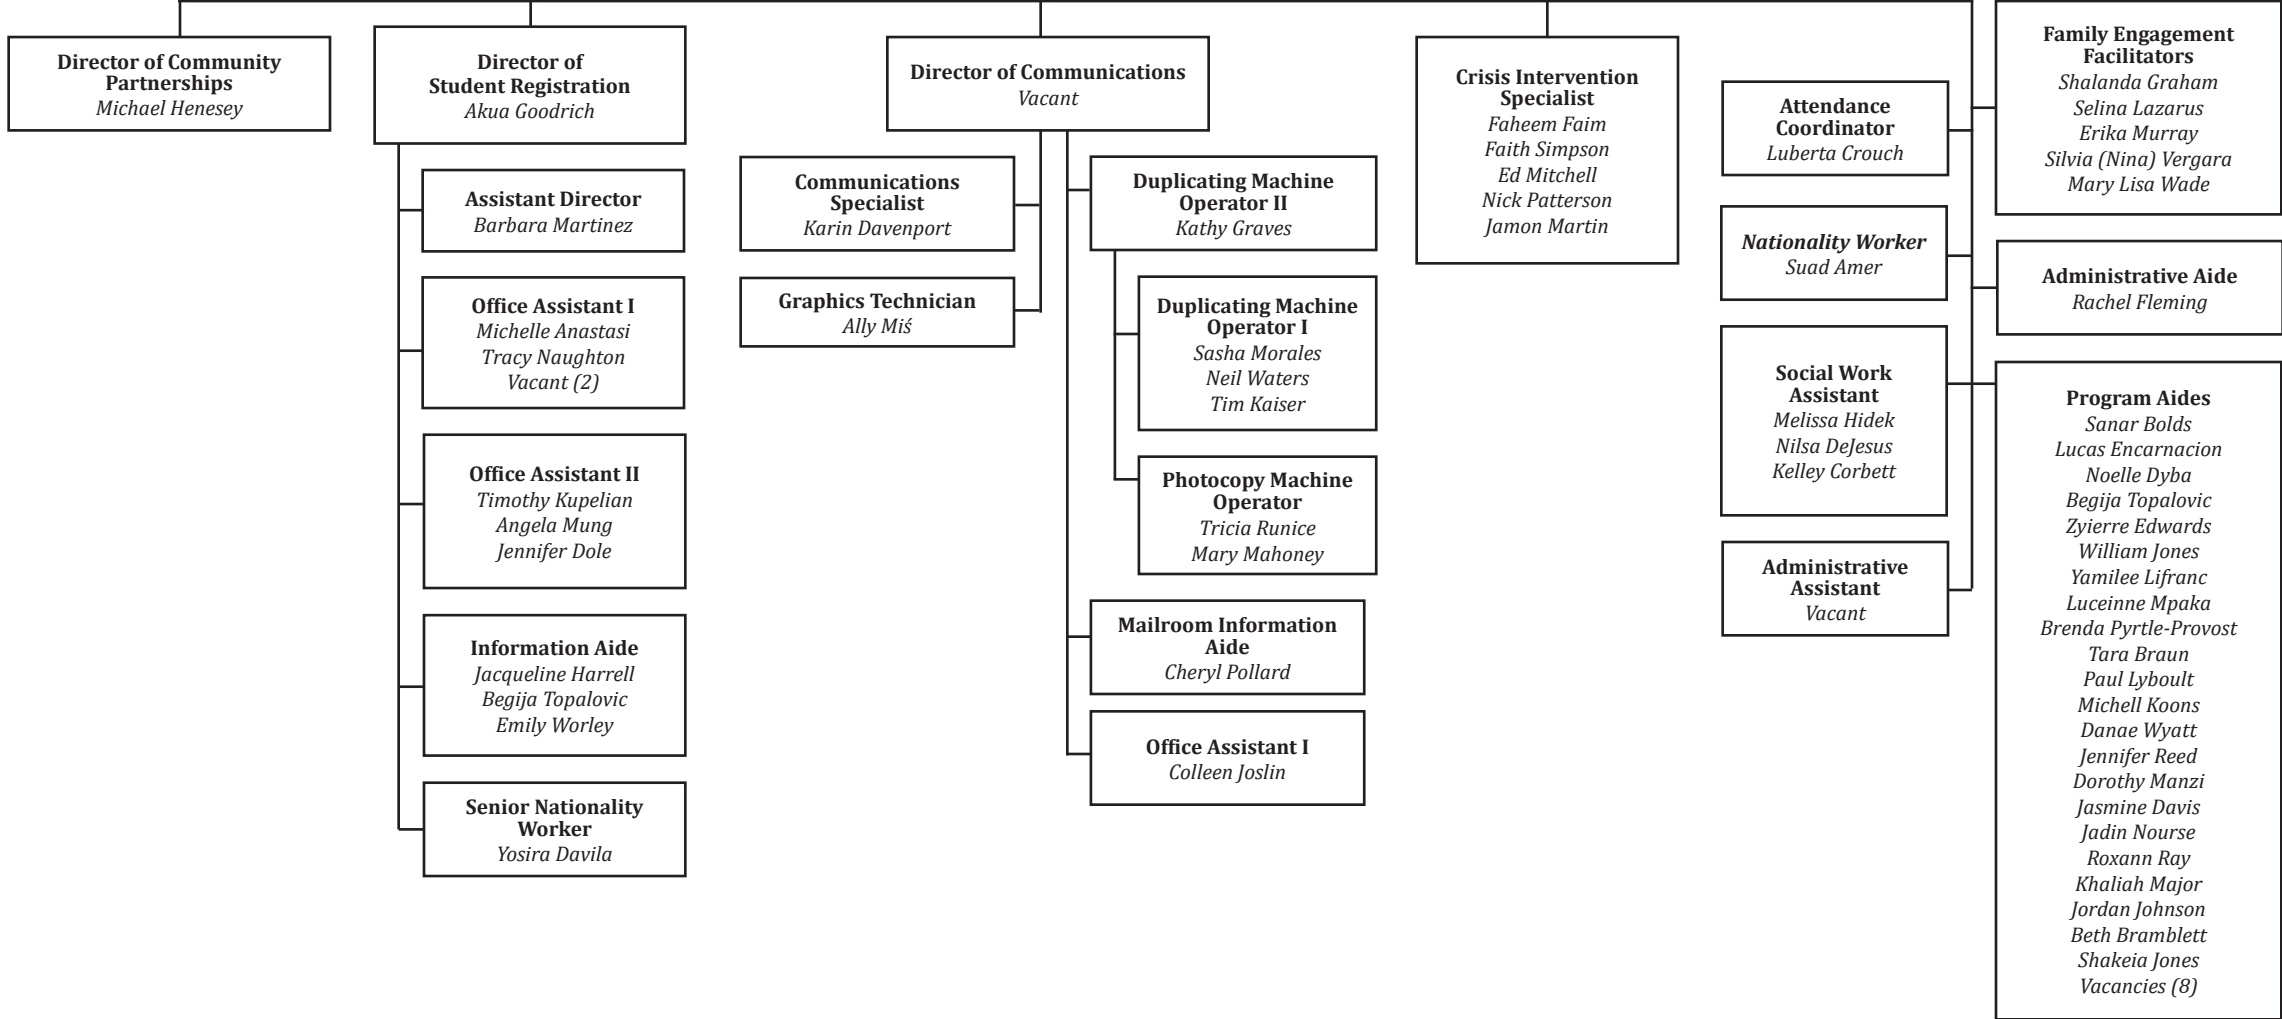 Director of Community
Partnerships
Michael Henesey
Director of
Student Registration
Akua Goodrich
Assistant Director
Barbara Martinez
Office Assistant I
Michelle Anastasi
Tracy Naughton
Vacant (2)
Office Assistant II
Timothy Kupelian
Angela Mung
Jennifer Dole
Information Aide
Jacqueline Harrell
Begija Topalovic
Emily Worley
Senior Nationality
Worker
Yosira Davila
Director of Communications
Vacant
Communications
Specialist
Karin Davenport
Graphics Technician
Ally Miś
Duplicating Machine
Operator II
Kathy Graves
Duplicating Machine
Operator I
Sasha Morales
Neil Waters
Tim Kaiser
Photocopy Machine
Operator
Tricia Runice
Mary Mahoney
Mailroom Information
Aide
Cheryl Pollard
Office Assistant I
Colleen Joslin
Crisis Intervention
Specialist
Faheem Faim
Faith Simpson
Ed Mitchell
Nick Patterson
Jamon Martin
Attendance
Coordinator
Luberta Crouch
Nationality Worker
Suad Amer
Social Work
Assistant
Melissa Hidek
Nilsa DeJesus
Kelley Corbett
Administrative
Assistant
Vacant
Family Engagement
Facilitators
Shalanda Graham
Selina Lazarus
Erika Murray
Silvia (Nina) Vergara
Mary Lisa Wade
Administrative Aide
Rachel Fleming
Program Aides
Sanar Bolds
Lucas Encarnacion
Noelle Dyba
Begija Topalovic
Zyierre Edwards
William Jones
Yamilee Lifranc
Luceinne Mpaka
Brenda Pyrtle-Provost
Tara Braun
Paul Lyboult
Michell Koons
Danae Wyatt
Jennifer Reed
Dorothy Manzi
Jasmine Davis
Jadin Nourse
Roxann Ray
Khaliah Major
Jordan Johnson
Beth Bramblett
Shakeia Jones
Vacancies (8)